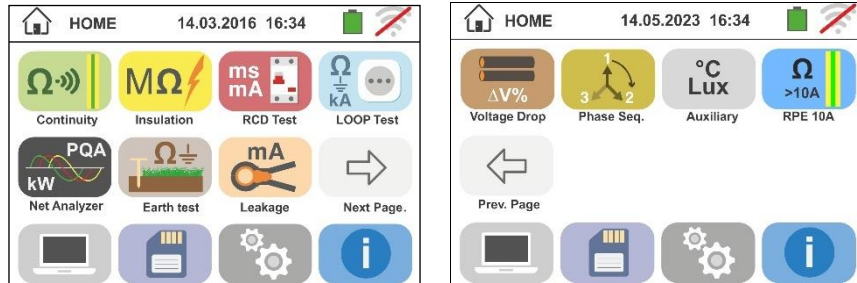 HOME 14.03.2016 16:34
Ω MΩ ms mA Ω kA
Continuity Insulation RCD Test LOOP Test
PQA kW Ω mA
Net Analyzer Earth test Leakage Next Page.
i
HOME 14.05.2023 16:34
ΔV% 1 2 3 °C Lux Ω >10A
Voltage Drop Phase Seq. Auxiliary RPE 10A
Prev. Page
i